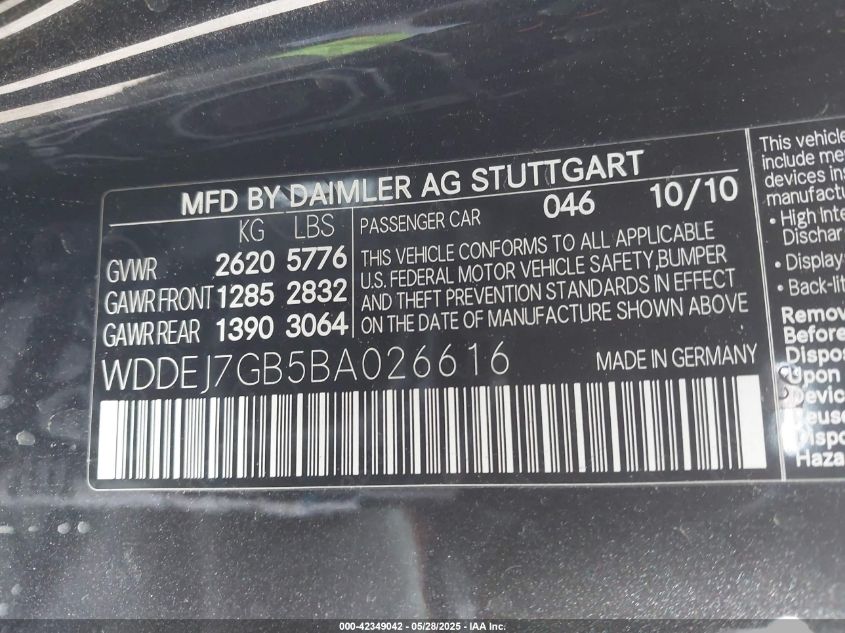 MFD BY DAIMLER AG STUTTGART
KG LBS
GVWR 2620 5776
GAWR FRONT 1285 2832
GAWR REAR 1390 3064
PASSENGER CAR 046 10/10
THIS VEHICLE CONFORMS TO ALL APPLICABLE
U.S. FEDERAL MOTOR VEHICLE SAFETY, BUMPER
AND THEFT PREVENTION STANDARDS IN EFFECT
ON THE DATE OF MANUFACTURE SHOWN ABOVE
WDDEJ7GB5BA026616 MADE IN GERMANY
This vehicle
include me
devices ins
manufactu
• High Inte
Dischar
• Display
• Back-lit
Remov
Before
Dispos
Upon
Devic
Reuse
Dispo
Haza
000-42349042 - 05/28/2025 - IAA Inc.